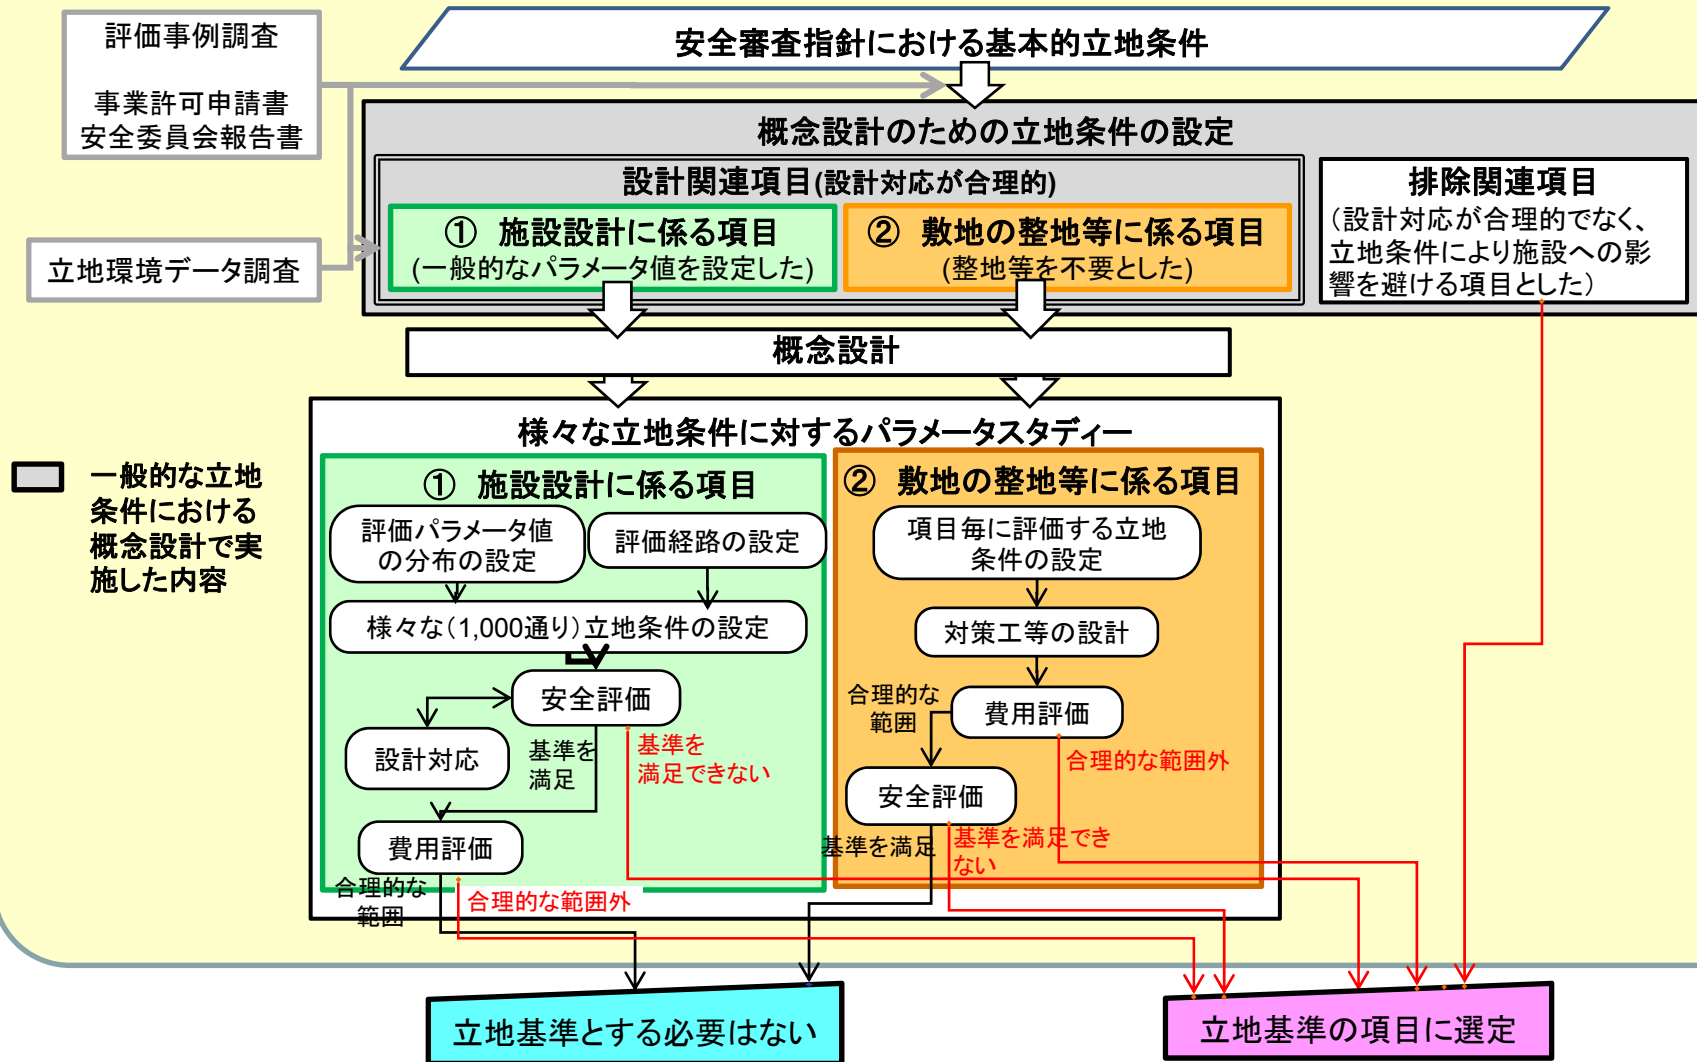 評価事例調査
事業許可申請書
安全委員会報告書
安全審査指針における基本的立地条件
概念設計のための立地条件の設定
設計関連項目(設計対応が合理的)
① 施設設計に係る項目
(一般的なパラメータ値を設定した)
② 敷地の整地等に係る項目
(整地等を不要とした)
排除関連項目
(設計対応が合理的でなく、
立地条件により施設への影
響を避ける項目とした)
立地環境データ調査
概念設計
様々な立地条件に対するパラメータスタディー
一般的な立地
条件における
概念設計で実
施した内容
① 施設設計に係る項目
評価パラメータ値
の分布の設定
評価経路の設定
様々な(1,000通り)立地条件の設定
安全評価
設計対応
基準を
満足
基準を
満足できない
費用評価
合理的な
範囲
合理的な範囲外
② 敷地の整地等に係る項目
項目毎に評価する立地
条件の設定
対策工等の設計
合理的な
範囲
費用評価
合理的な範囲外
安全評価
基準を満足
基準を満足でき
ない
立地基準とする必要はない
立地基準の項目に選定